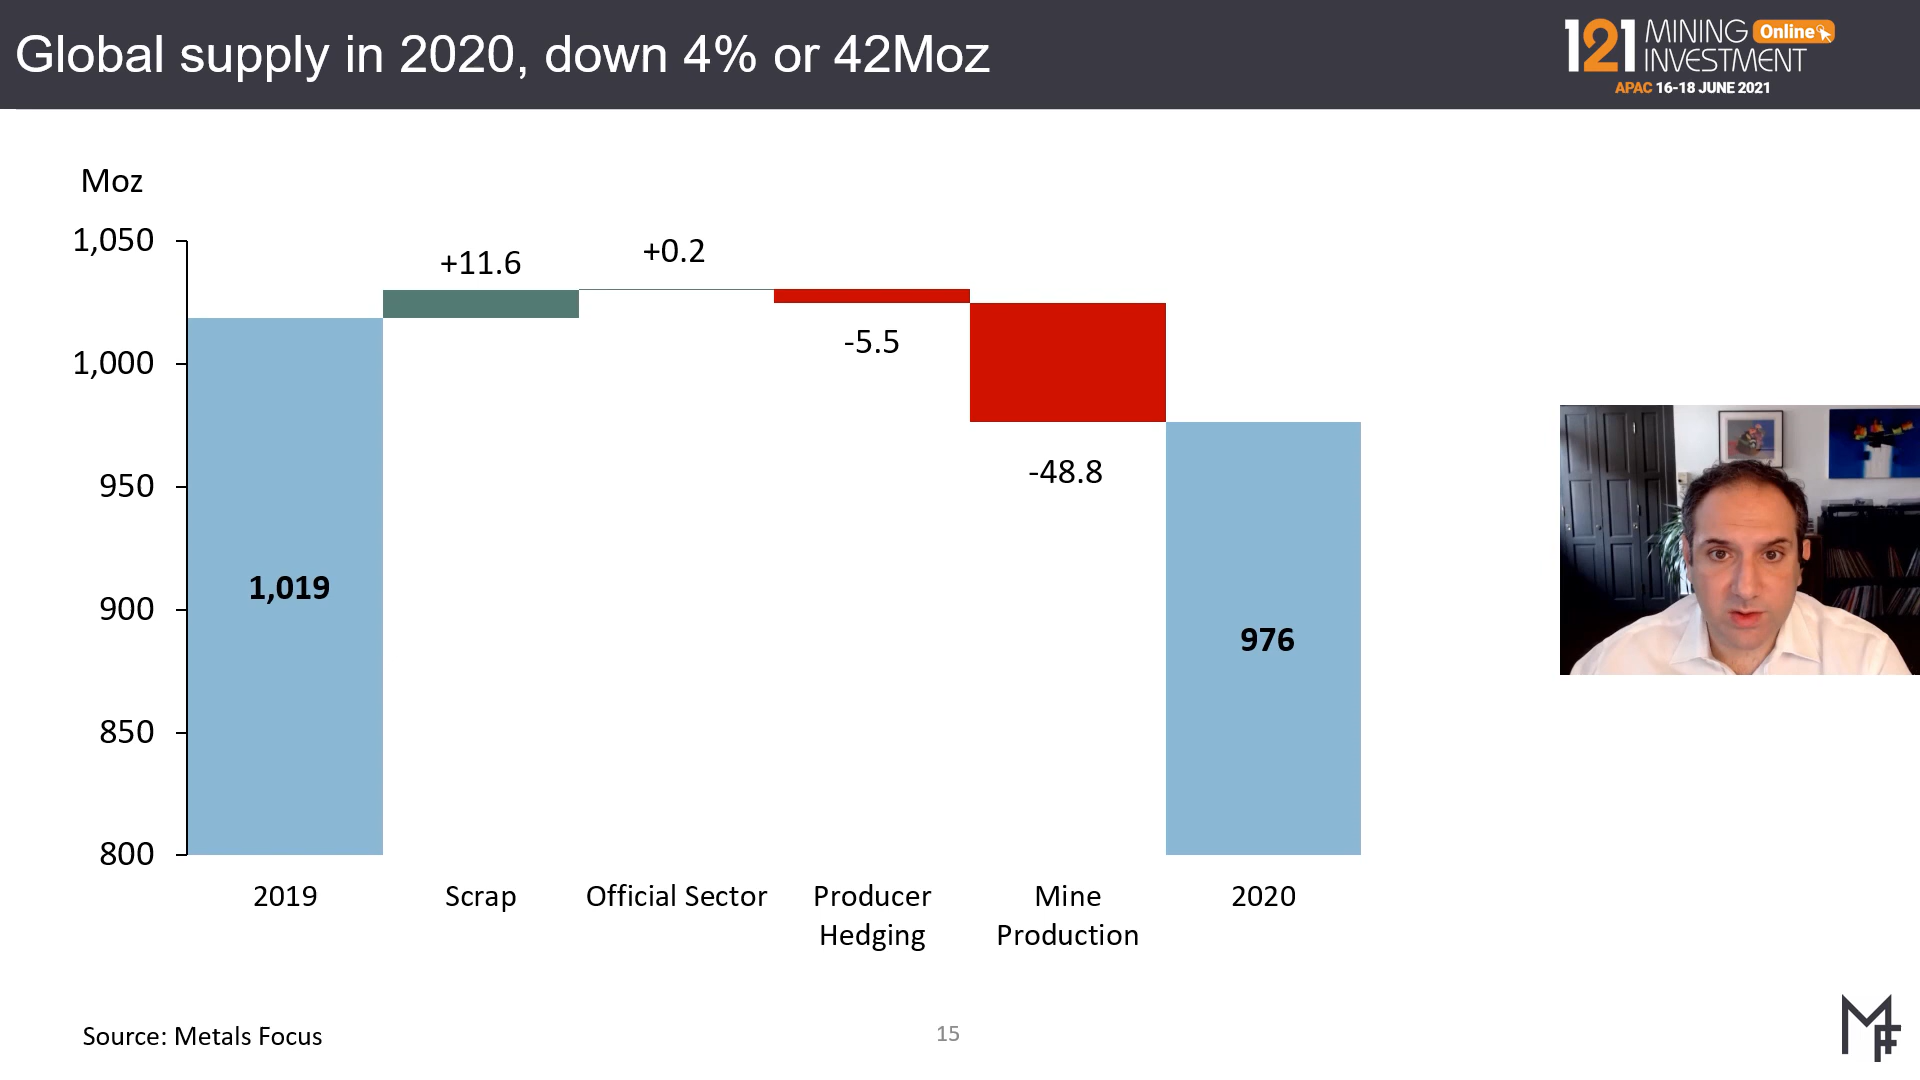 Global supply in 2020, down 4% or 42Moz
121 MINING Online
INVESTMENT
APAC 16-18 JUNE 2021
Moz
1,050
1,000
950
900
850
800
+11.6
+0.2
-5.5
-48.8
1,019
976
2019
Scrap
Official Sector
Producer
Hedging
Mine
Production
2020
Source: Metals Focus
15
MF